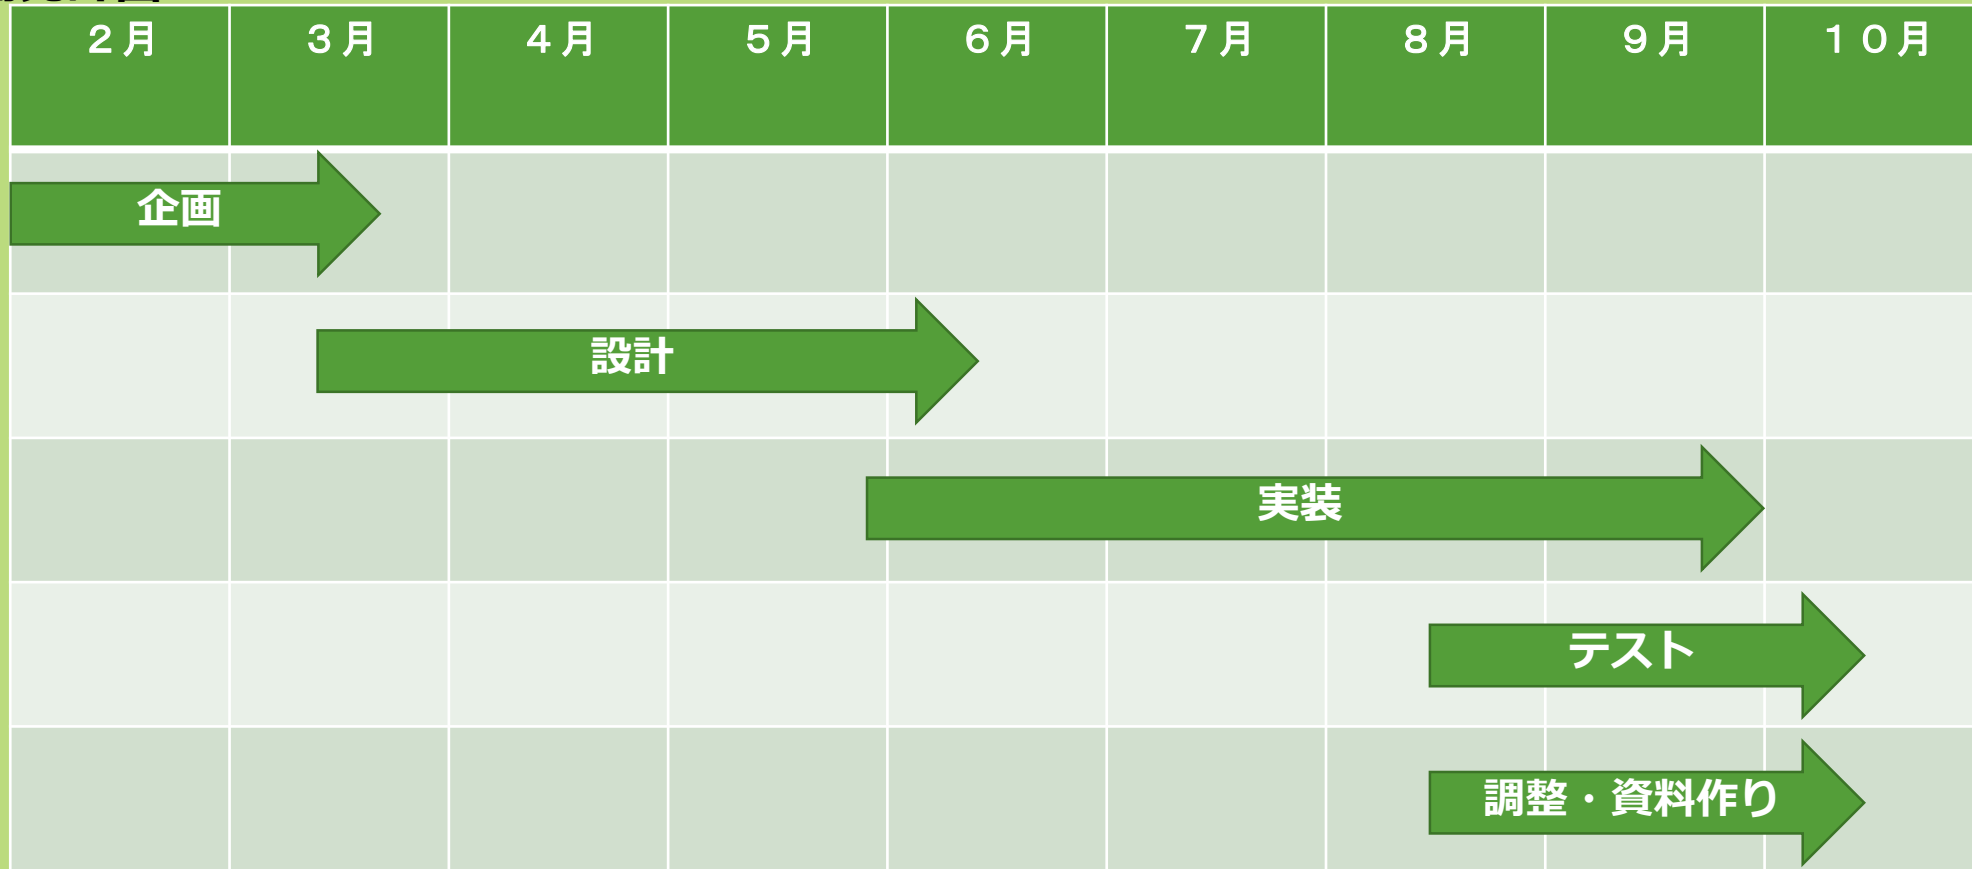 ２月 ３月 ４月 ５月 ６月 ７月 ８月 ９月 １０月
企画
設計
実装
テスト
調整・資料作り